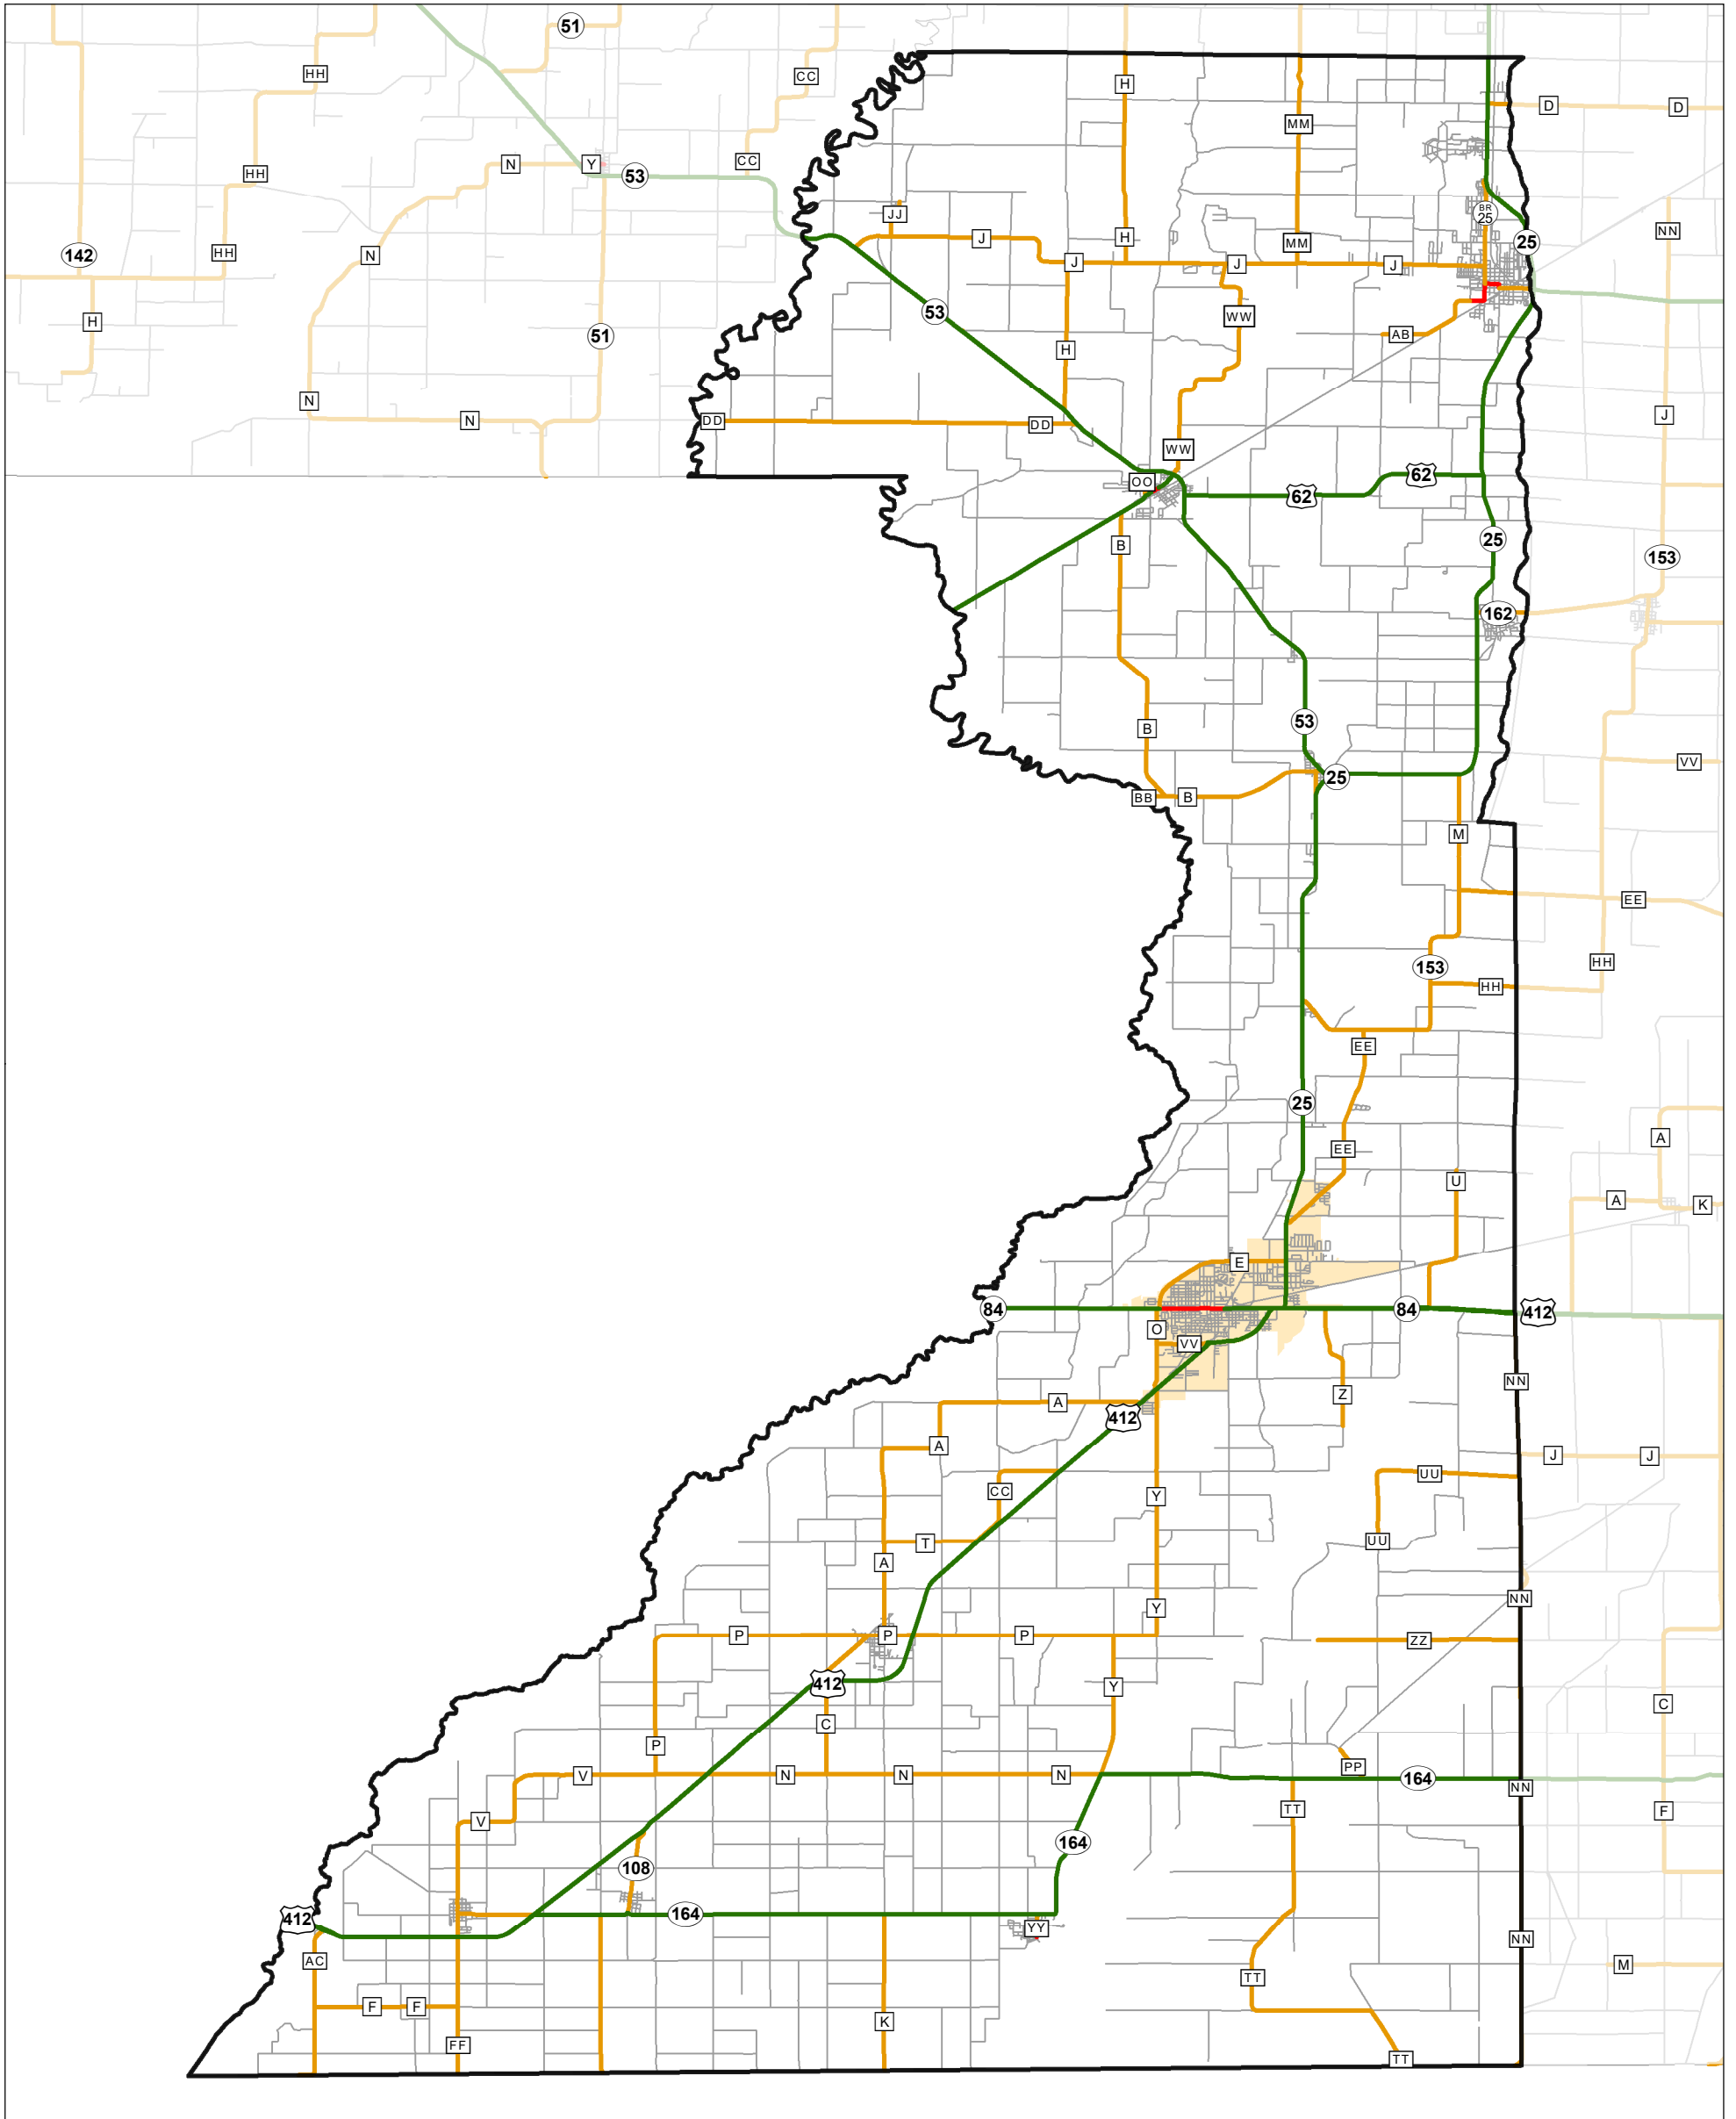 51
HH
CC
H
D
D
MM
CC
N
Y
HH
53
JJ
BR
25
NN
J
H
MM
25
142
HH
N
J
J
J
53
WW
H
51
AB
H
N
N
DD
DD
J
WW
62
OO
62
B
25
153
162
53
B
VV
25
BB
B
M
EE
HH
153
HH
EE
25
A
EE
U
A
K
E
84
84
412
O
VV
NN
Z
A
412
A
J
J
UU
CC
Y
UU
T
A
NN
Y
P
P
P
ZZ
412
Y
C
C
P
V
N
N
N
PP
164
NN
TT
F
V
164
108
412
164
YY
NN
AC
M
TT
F
F
K
FF
TT